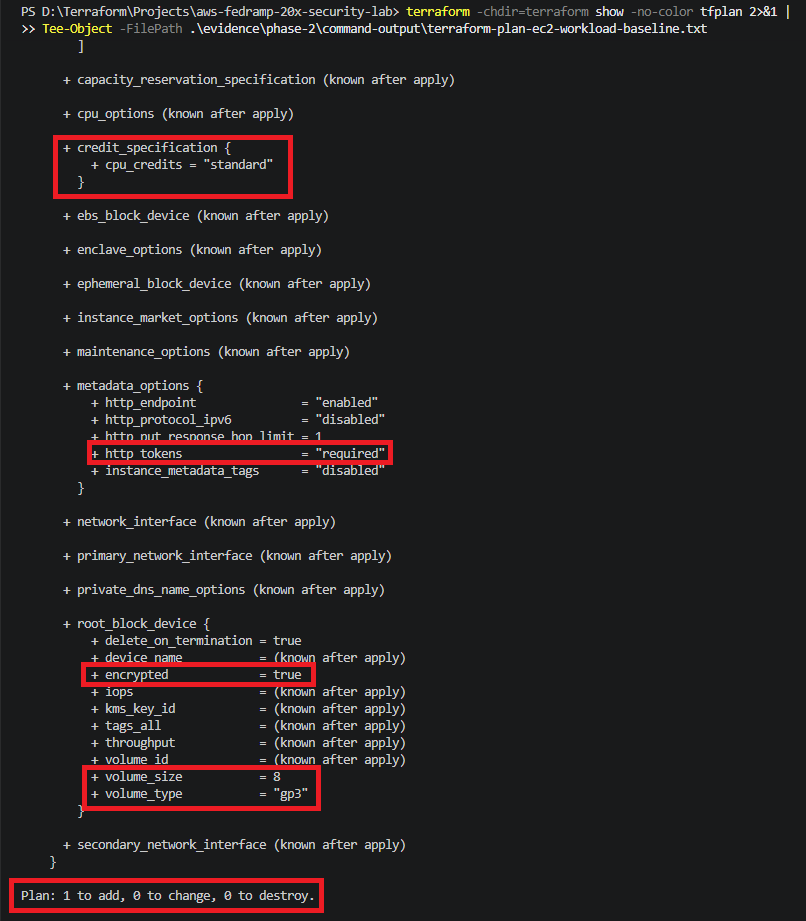 PS D:\Terraform\Projects\aws-fedramp-20x-security-lab> terraform -chdir=terraform show -no-color tfplan 2>&1 |
>> Tee-Object -FilePath .\evidence\phase-2\command-output\terraform-plan-ec2-workload-baseline.txt
]
+ capacity_reservation_specification (known after apply)
+ cpu_options (known after apply)
+ credit_specification {
+ cpu_credits = "standard"
}
+ ebs_block_device (known after apply)
+ enclave_options (known after apply)
+ ephemeral_block_device (known after apply)
+ instance_market_options (known after apply)
+ maintenance_options (known after apply)
+ metadata_options {
+ http_endpoint = "enabled"
+ http_protocol_ipv6 = "disabled"
+ http_put_response_hop_limit = 1
+ http_tokens = "required"
+ instance_metadata_tags = "disabled"
}
+ network_interface (known after apply)
+ primary_network_interface (known after apply)
+ private_dns_name_options (known after apply)
+ root_block_device {
+ delete_on_termination = true
+ device_name = (known after apply)
+ encrypted = true
+ iops = (known after apply)
+ kms_key_id = (known after apply)
+ tags_all = (known after apply)
+ throughput = (known after apply)
+ volume_id = (known after apply)
+ volume_size = 8
+ volume_type = "gp3"
}
+ secondary_network_interface (known after apply)
}
Plan: 1 to add, 0 to change, 0 to destroy.